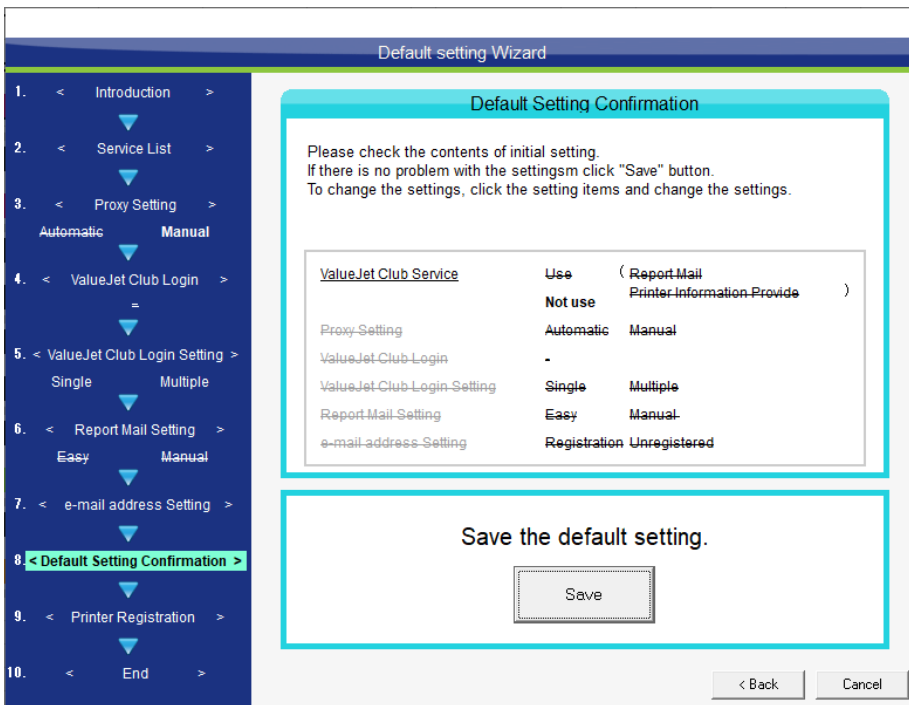 Default setting Wizard
1. < Introduction >
2. < Service List >
3. < Proxy Setting >
Automatic Manual
4. < ValueJet Club Login >
=
5. < ValueJet Club Login Setting >
Single Multiple
6. < Report Mail Setting >
Easy Manual
7. < e-mail address Setting >
8. < Default Setting Confirmation >
9. < Printer Registration >
10. < End >
Default Setting Confirmation
Please check the contents of initial setting.
If there is no problem with the settingsm click "Save" button.
To change the settings, click the setting items and change the settings.
ValueJet Club Service Use ( Report Mail
Printer Information Provide )
Not use
Proxy Setting Automatic Manual
ValueJet Club Login -
ValueJet Club Login Setting Single Multiple
Report Mail Setting Easy Manual
e-mail address Setting Registration Unregistered
Save the default setting.
Save
< Back Cancel